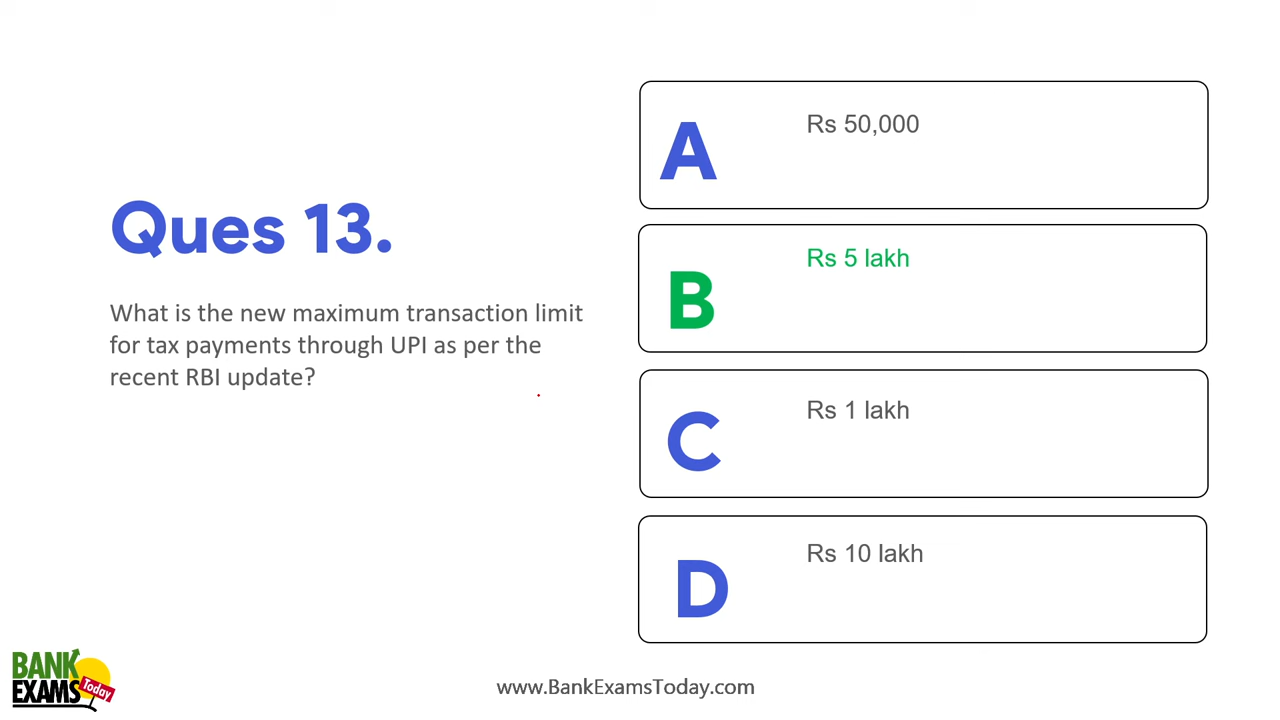 Ques 13.
What is the new maximum transaction limit
for tax payments through UPI as per the
recent RBI update?
A
Rs 50,000
B
Rs 5 lakh
C
Rs 1 lakh
D
Rs 10 lakh
BANK
EXAMS
Today
www.BankExamsToday.com